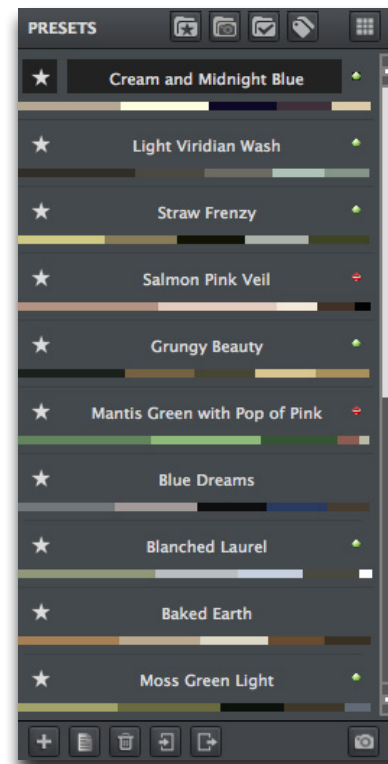 PRESETS
Cream and Midnight Blue
Light Viridian Wash
Straw Frenzy
Salmon Pink Veil
Grungy Beauty
Mantis Green with Pop of Pink
Blue Dreams
Blanched Laurel
Baked Earth
Moss Green Light